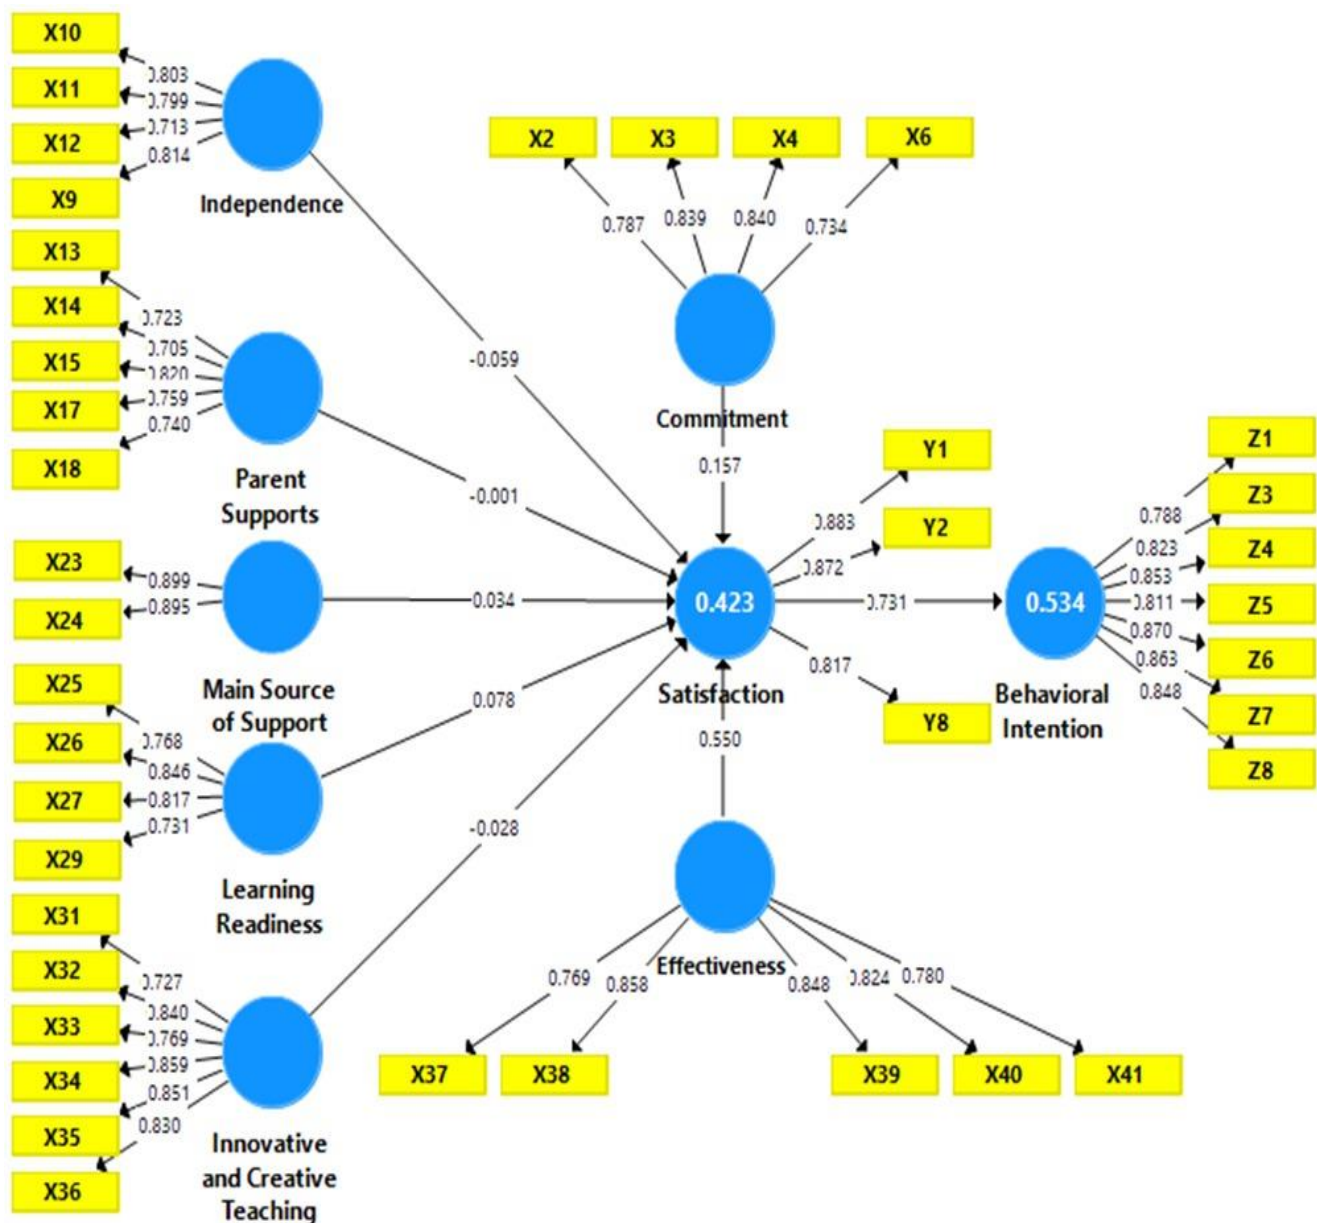 X10
0.803
X11
0.799
X12
0.713
0.814
X9
Independence
X13
0.723
X14
0.705
X15
0.820
X17
0.759
0.740
X18
Parent
Supports
X23
0.899
0.895
X24
Main Source
of Support
X25
0.768
X26
0.846
X27
0.817
0.731
X29
Learning
Readiness
X31
0.727
X32
0.840
X33
0.769
0.859
X34
0.851
X35
0.830
X36
Innovative
and Creative
Teaching
-0.059
-0.001
0.034
0.078
-0.028
X2
X3
X4
X6
0.787
0.839
0.840
0.734
Commitment
0.157
0.423
Satisfaction
0.550
Y1
0.883
Y2
0.872
0.731
0.817
Y8
0.534
Behavioral
Intention
Z1
0.788
Z3
0.823
Z4
0.853
0.811
Z5
0.870
Z6
0.863
0.848
Z7
Z8
Effectiveness
0.769
0.858
0.848
0.824
0.780
X37
X38
X39
X40
X41